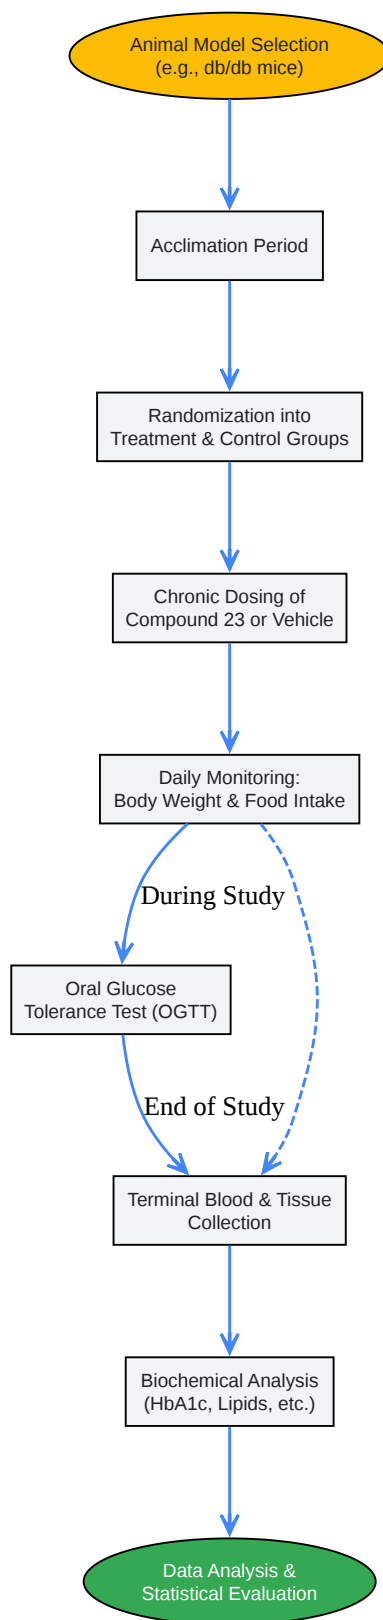 Animal Model Selection
(e.g., db/db mice)
Acclimation Period
Randomization into
Treatment & Control Groups
Chronic Dosing of
Compound 23 or Vehicle
Daily Monitoring:
Body Weight & Food Intake
During Study
Oral Glucose
Tolerance Test (OGTT)
End of Study
Terminal Blood & Tissue
Collection
Biochemical Analysis
(HbA1c, Lipids, etc.)
Data Analysis &
Statistical Evaluation